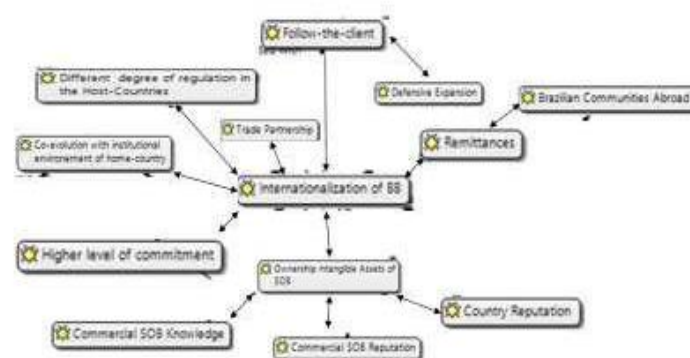 Follow-the-client
Different degree of regulation in
the Host-Countries
Defensive Expansion
Brazilian Communities Abroad
Trade Partnership
Co-evolution with institutional
environement of home-country
Remittances
Internationalization of BB
Higher level of commitment
Ownership Intangible Assets of
SOB
Country Reputation
Commercial SOB Knowledge
Commercial SOB Reputation